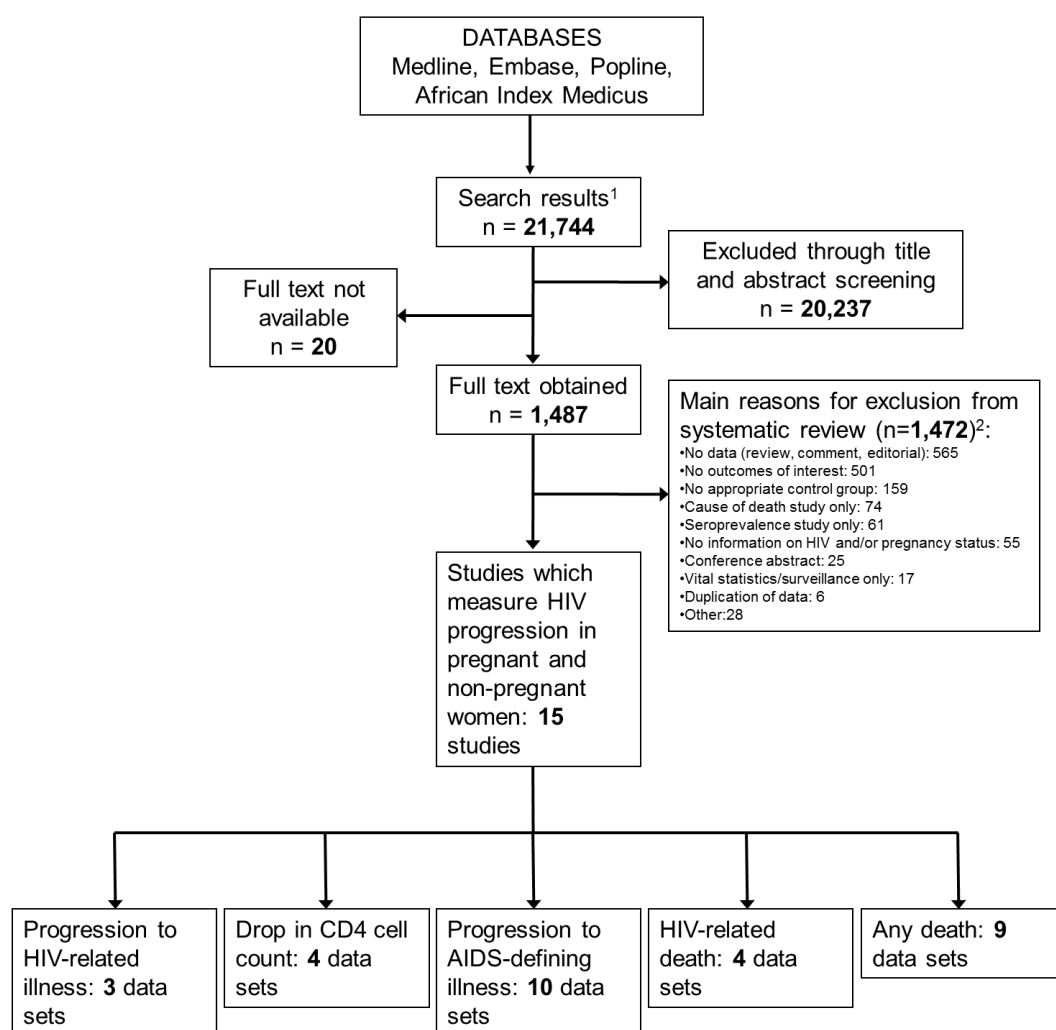 DATABASES
Medline, Embase, Popline,
African Index Medicus
Search results¹
n = 21,744
Excluded through title
and abstract screening
n = 20,237
Full text not
available
n = 20
Full text obtained
n = 1,487
Main reasons for exclusion from
systematic review (n=1,472)²:
•No data (review, comment, editorial): 565
•No outcomes of interest: 501
•No appropriate control group: 159
•Cause of death study only: 74
•Seroprevalence study only: 61
•No information on HIV and/or pregnancy status: 55
•Conference abstract: 25
•Vital statistics/surveillance only: 17
•Duplication of data: 6
•Other:28
Studies which
measure HIV
progression in
pregnant and
non-pregnant
women: 15
studies
Progression to
HIV-related
illness: 3 data
sets
Drop in CD4 cell
count: 4 data
sets
Progression to
AIDS-defining
illness: 10 data
sets
HIV-related
death: 4 data
sets
Any death: 9
data sets